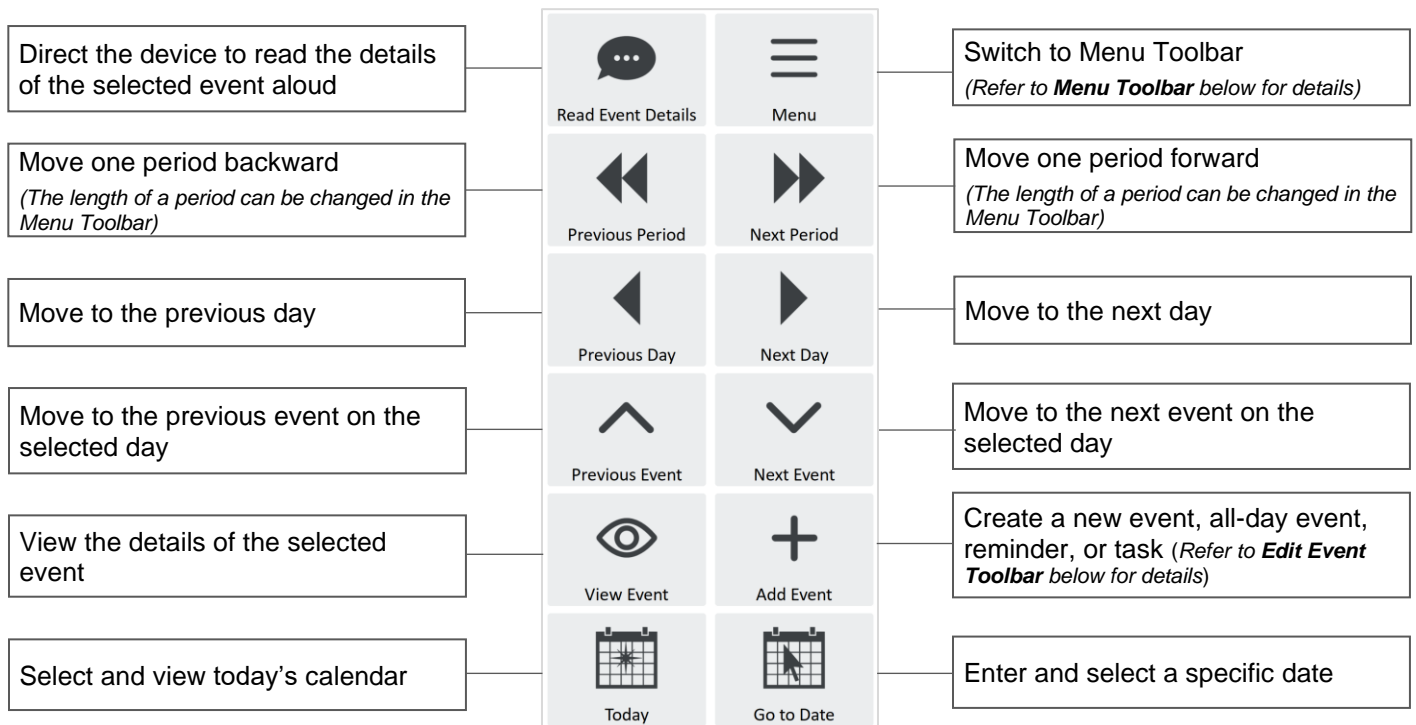 Direct the device to read the details
of the selected event aloud
Read Event Details
Menu
Switch to Menu Toolbar
(Refer to Menu Toolbar below for details)
Move one period backward
(The length of a period can be changed in the
Menu Toolbar)
Previous Period
Next Period
Move one period forward
(The length of a period can be changed in the
Menu Toolbar)
Move to the previous day
Previous Day
Next Day
Move to the next day
Move to the previous event on the
selected day
Previous Event
Next Event
Move to the next event on the
selected day
View the details of the selected
event
View Event
Add Event
Create a new event, all-day event,
reminder, or task (Refer to Edit Event
Toolbar below for details)
Select and view today’s calendar
Today
Go to Date
Enter and select a specific date